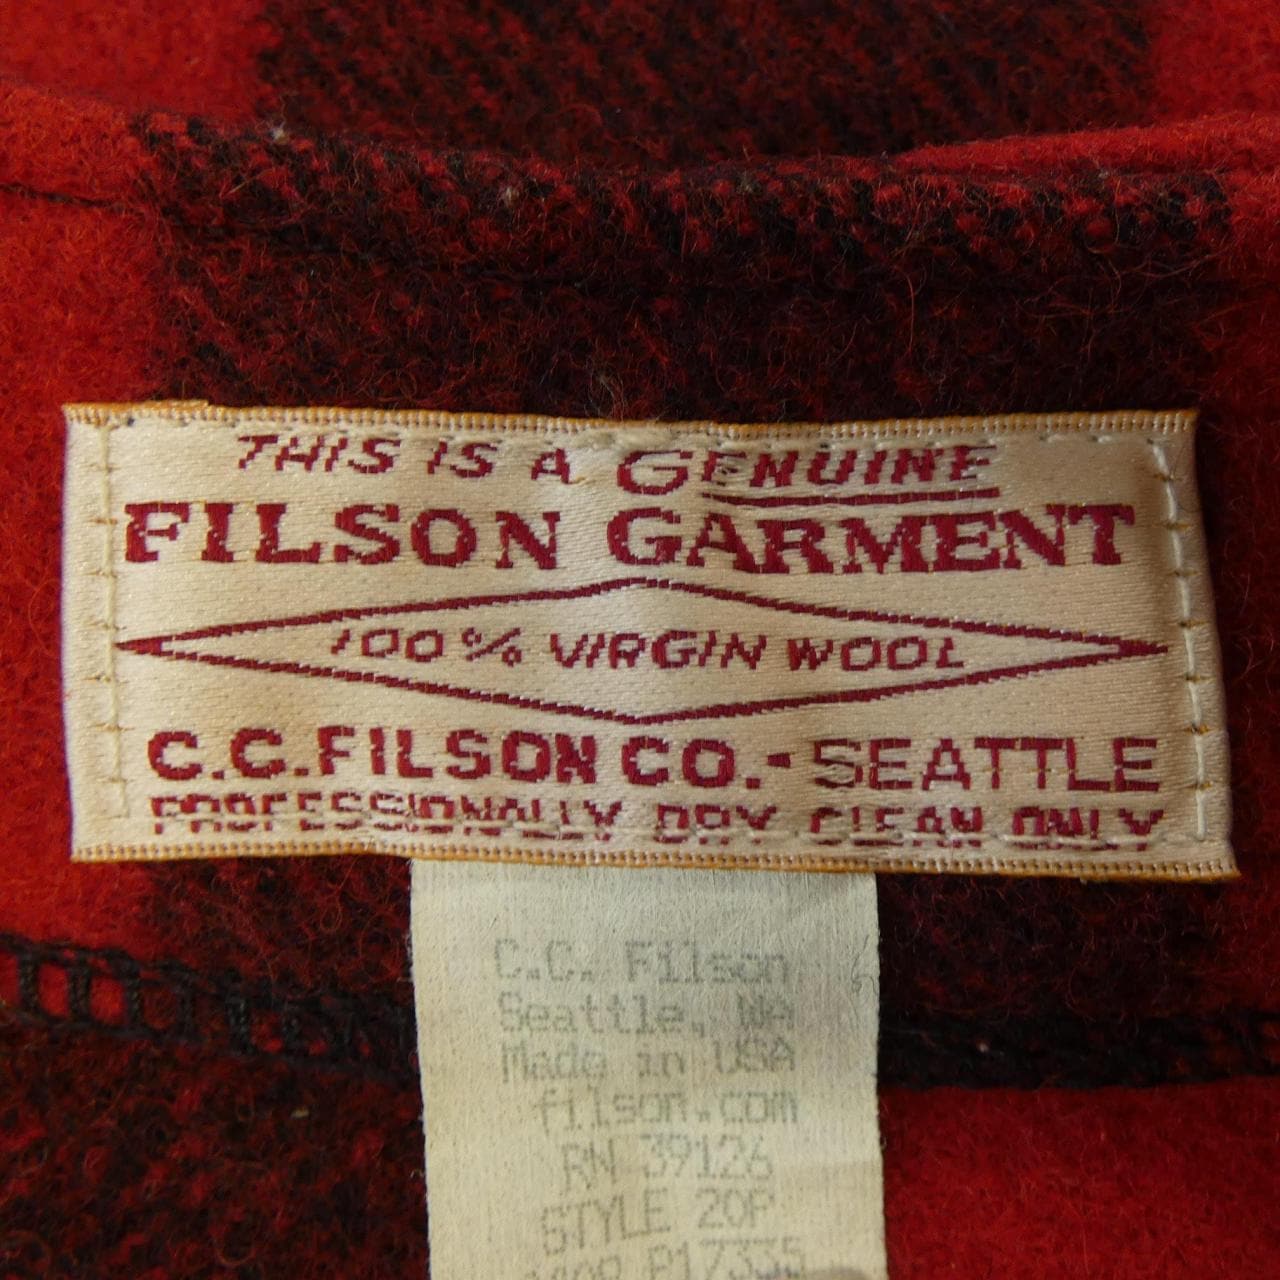 THIS IS A GENUINE
FILSON GARMENT
100% VIRGIN WOOL
C.C.FILSON CO.-SEATTLE
PROFESSIONALLY DRY CLEAN ONLY
C.C. Filson
Seattle, WA
Made in USA
filson.com
RN 39126
STYLE 20P
P17335